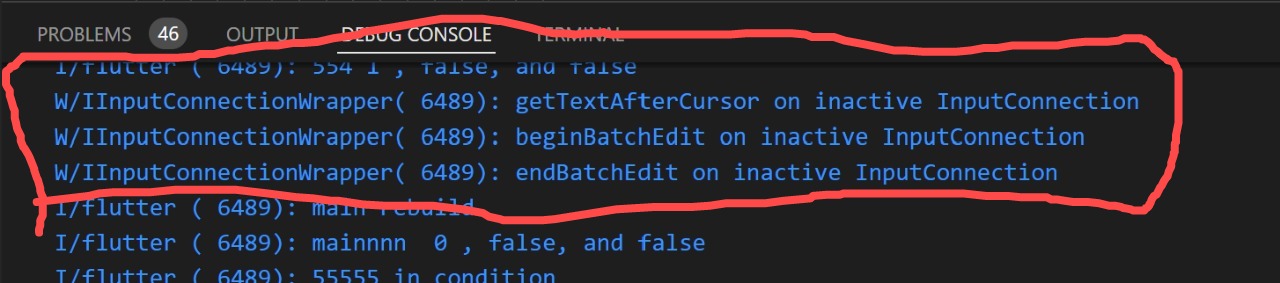 PROBLEMS 46 OUTPUT DEBUG CONSOLE TERMINAL
I/flutter ( 6489): 554 1 , false, and false
W/IInputConnectionWrapper( 6489): getTextAfterCursor on inactive InputConnection
W/IInputConnectionWrapper( 6489): beginBatchEdit on inactive InputConnection
W/IInputConnectionWrapper( 6489): endBatchEdit on inactive InputConnection
I/flutter ( 6489): main rebuild
I/flutter ( 6489): mainnnn  0 , false, and false
I/flutter ( 6489): 55555 in condition